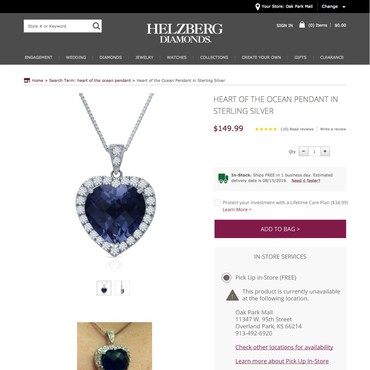 Your Store: Oak Park Mall Change
Style # or Keyword
HELZBERG
DIAMONDS.
SIGN IN (0) Items $0.00
ENGAGEMENT WEDDING DIAMONDS JEWELRY WATCHES COLLECTIONS CREATE YOUR OWN GIFTS CLEARANCE
Home > Search Term: heart of the ocean pendant > Heart of the Ocean Pendant in Sterling Silver
HEART OF THE OCEAN PENDANT IN
STERLING SILVER
$149.99
Read reviews Write a review
Qty 1
In-Stock. Ships FREE in 1 business day. Estimated
delivery date is 08/15/2016. Need it faster?
Protect your investment with a Lifetime Care Plan ($34.99)
Learn More >
ADD TO BAG >
IN-STORE SERVICES
Pick Up In-Store (FREE)
This product is currently unavailable
at the following location.
Oak Park Mall
11347 W. 95th Street
Overland Park, KS 66214
913-492-6920
Check other locations for availability
Learn more about Pick Up In-Store